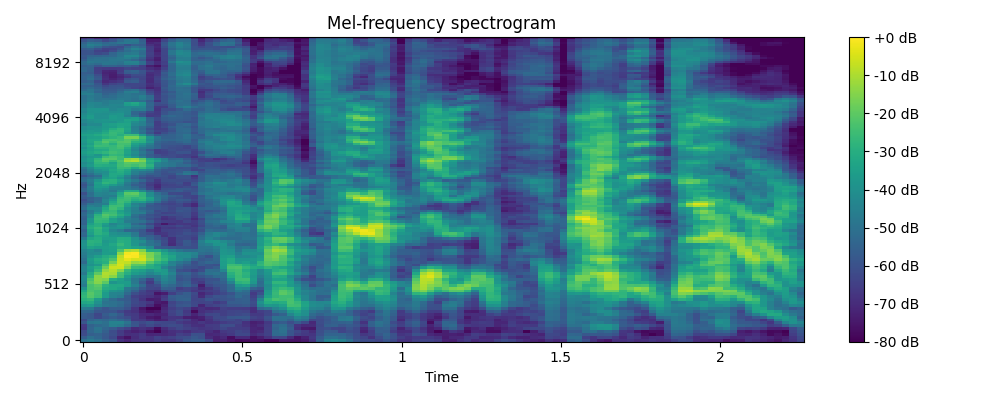 Mel-frequency spectrogram
Hz
8192
4096
2048
1024
512
0
0
0.5
1
1.5
2
Time
+0 dB
-10 dB
-20 dB
-30 dB
-40 dB
-50 dB
-60 dB
-70 dB
-80 dB